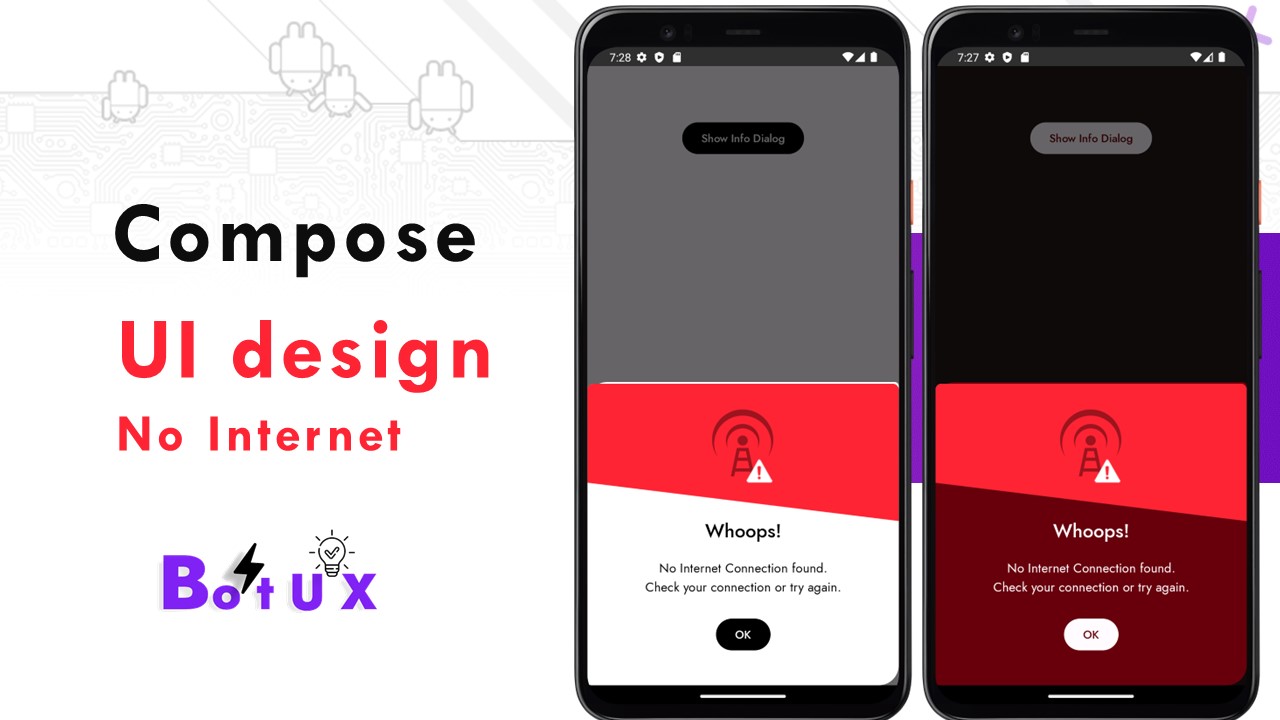 Compose
UI design
No Internet
Bolt UX
7:28
Show Info Dialog
Whoops!
No Internet Connection found.
Check your connection or try again.
OK
7:27
Show Info Dialog
Whoops!
No Internet Connection found.
Check your connection or try again.
OK